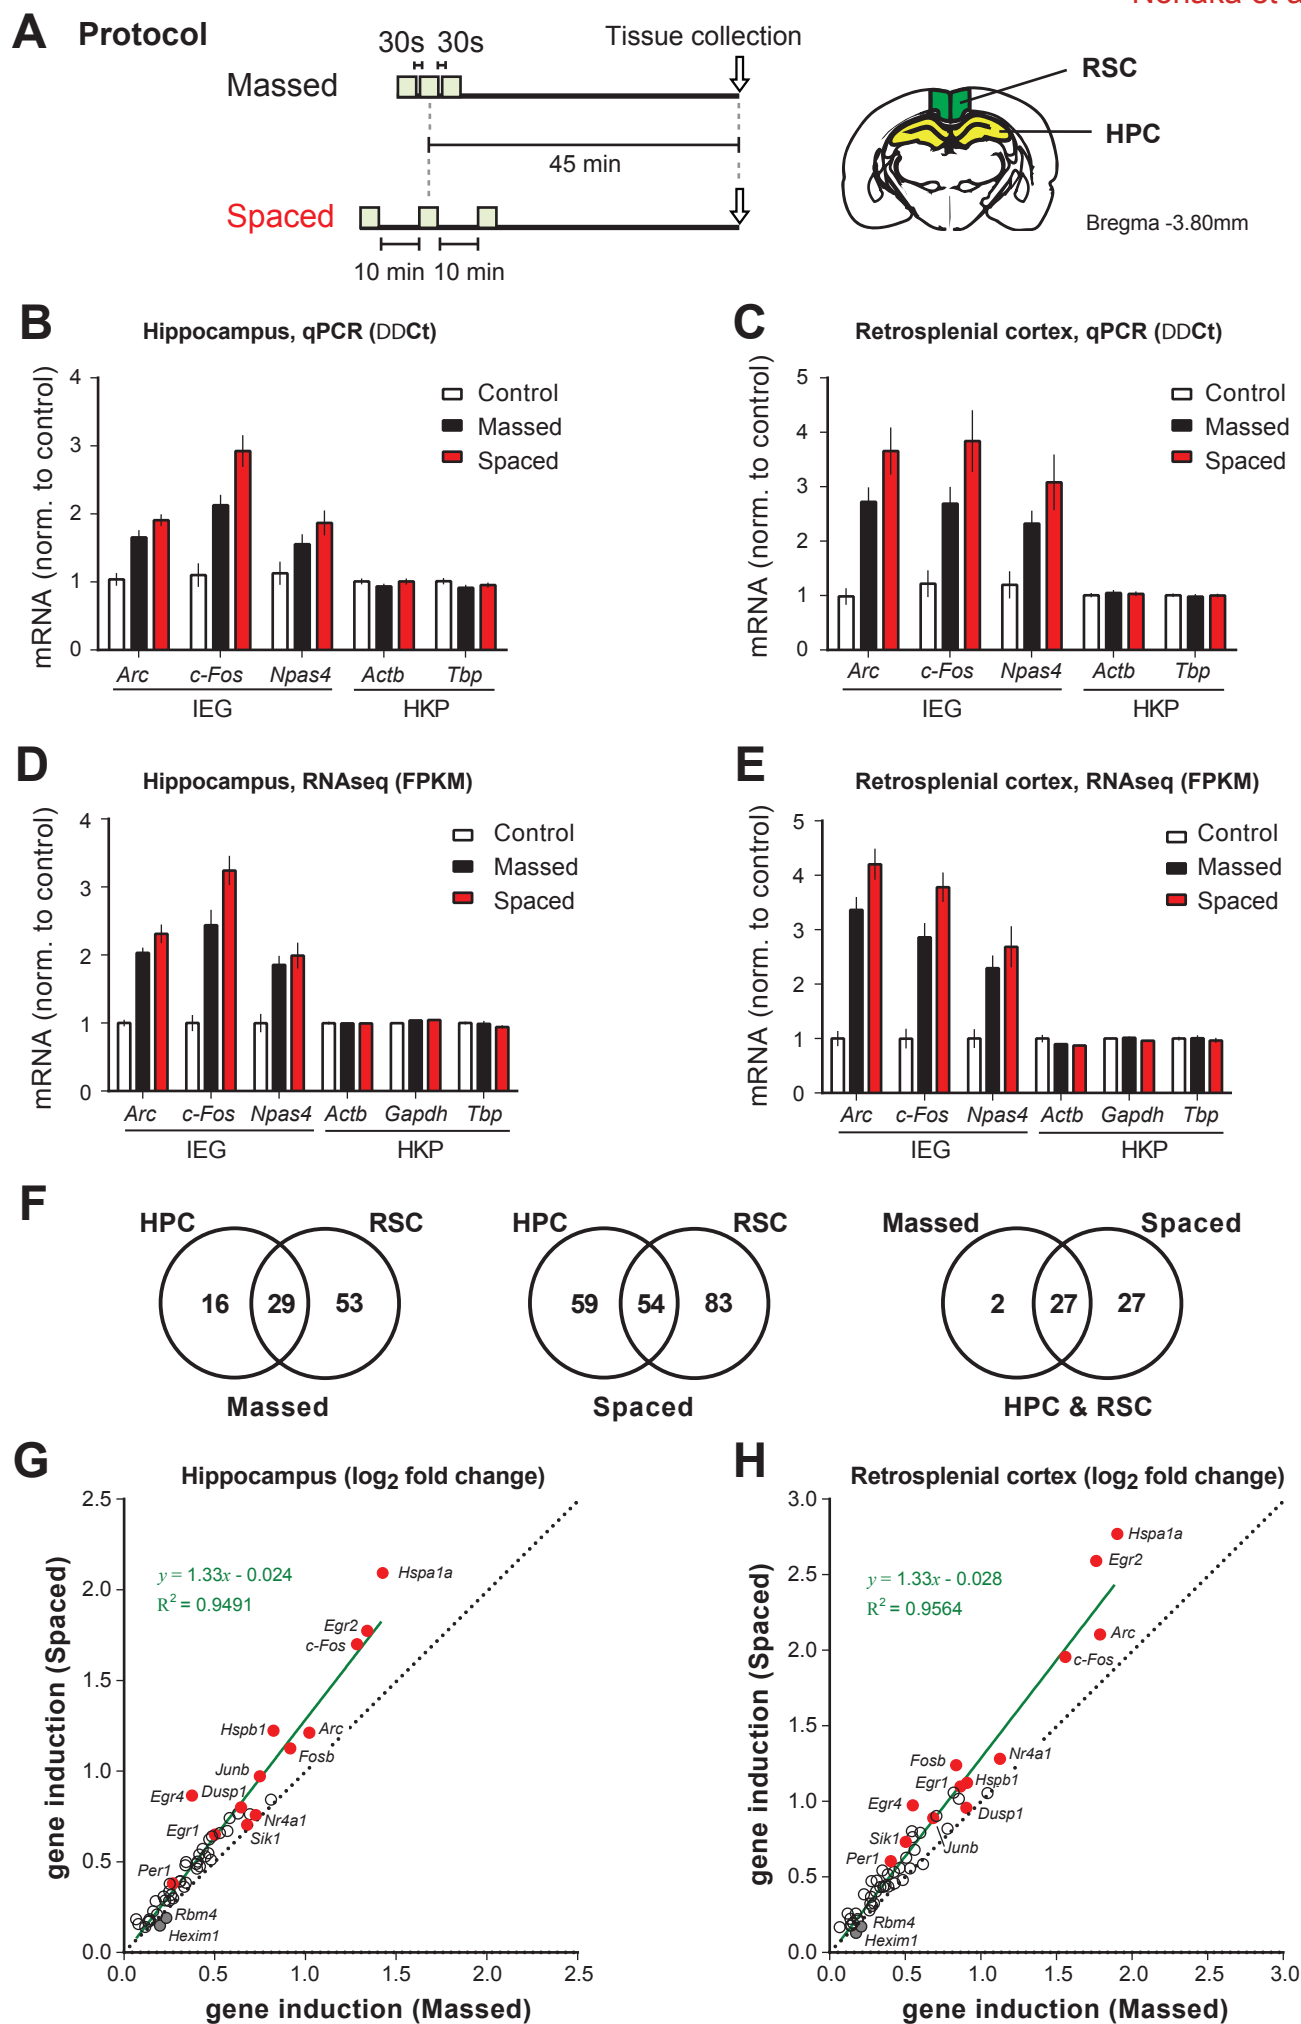 A Protocol
30s 30s
Tissue collection
Massed
45 min
Spaced
10 min 10 min
RSC
HPC
Bregma -3.80mm
B
Hippocampus, qPCR (DDCt)
mRNA (norm. to control)
4
3
2
1
0
Control
Massed
Spaced
Arc c-Fos Npas4 Actb Tbp
IEG HKP
C
Retrosplenial cortex, qPCR (DDCt)
mRNA (norm. to control)
5
4
3
2
1
0
Control
Massed
Spaced
Arc c-Fos Npas4 Actb Tbp
IEG HKP
D
Hippocampus, RNAseq (FPKM)
mRNA (norm. to control)
4
3
2
1
0
Control
Massed
Spaced
Arc c-Fos Npas4 Actb Gapdh Tbp
IEG HKP
E
Retrosplenial cortex, RNAseq (FPKM)
mRNA (norm. to control)
5
4
3
2
1
0
Control
Massed
Spaced
Arc c-Fos Npas4 Actb Gapdh Tbp
IEG HKP
F
HPC RSC
16 29 53
Massed
HPC RSC
59 54 83
Spaced
Massed Spaced
2 27 27
HPC & RSC
G
Hippocampus (log2 fold change)
gene induction (Spaced)
2.5
2.0
1.5
1.0
0.5
0.0
y = 1.33x - 0.024
R2 = 0.9491
Hspa1a
Egr2
c-Fos
Hspb1
Arc
Fosb
Junb
Egr4
Dusp1
Nr4a1
Egr1
Sik1
Per1
Rbm4
Hexim1
0.0 0.5 1.0 1.5 2.0 2.5
gene induction (Massed)
H
Retrosplenial cortex (log2 fold change)
gene induction (Spaced)
3.0
2.5
2.0
1.5
1.0
0.5
0.0
y = 1.33x - 0.028
R2 = 0.9564
Hspa1a
Egr2
Arc
c-Fos
Nr4a1
Fosb
Egr1
Hspb1
Egr4
Dusp1
Sik1
Junb
Per1
Rbm4
Hexim1
0.0 0.5 1.0 1.5 2.0 2.5 3.0
gene induction (Massed)